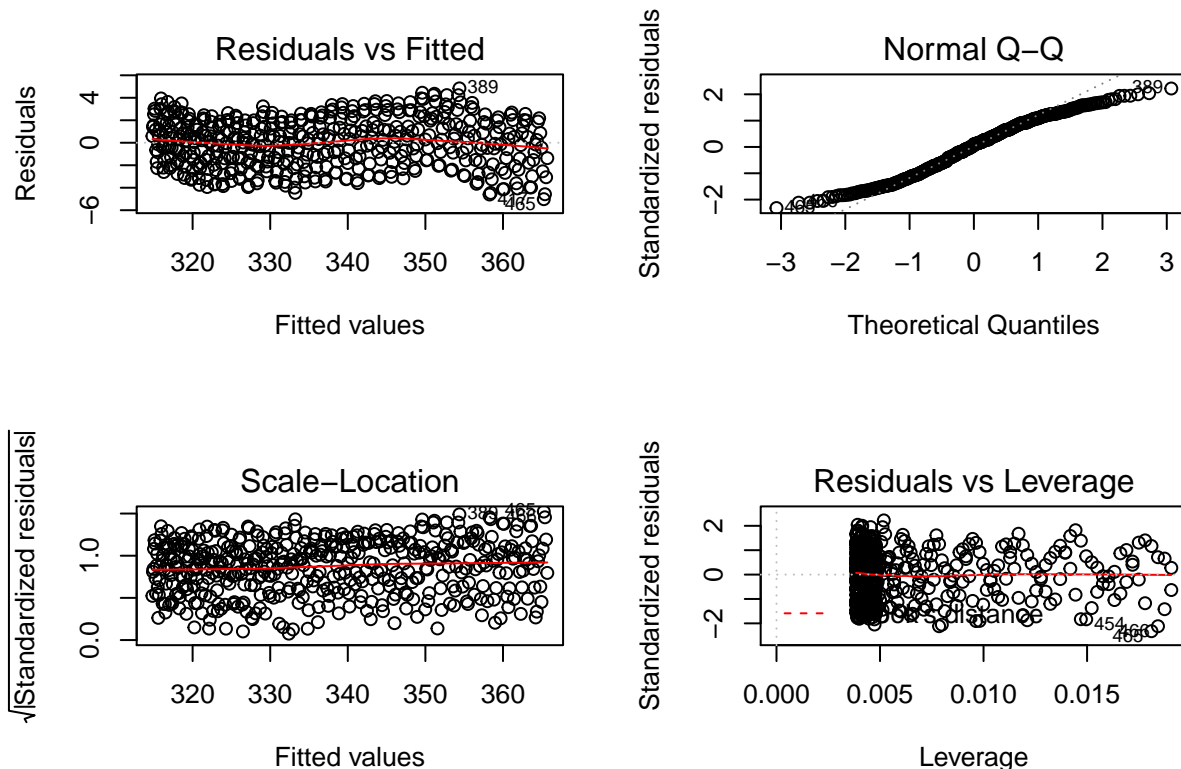 Residuals vs Fitted
Residuals
4
0
−6
389
465
320 330 340 350 360
Fitted values
Normal Q−Q
Standardized residuals
2
0
−2
389
−3 −2 −1 0 1 2 3
Theoretical Quantiles
Scale−Location
√|Standardized residuals|
1.0
0.0
389
320 330 340 350 360
Fitted values
Residuals vs Leverage
Standardized residuals
2
0
−2
distance
454
465
0.000 0.005 0.010 0.015
Leverage